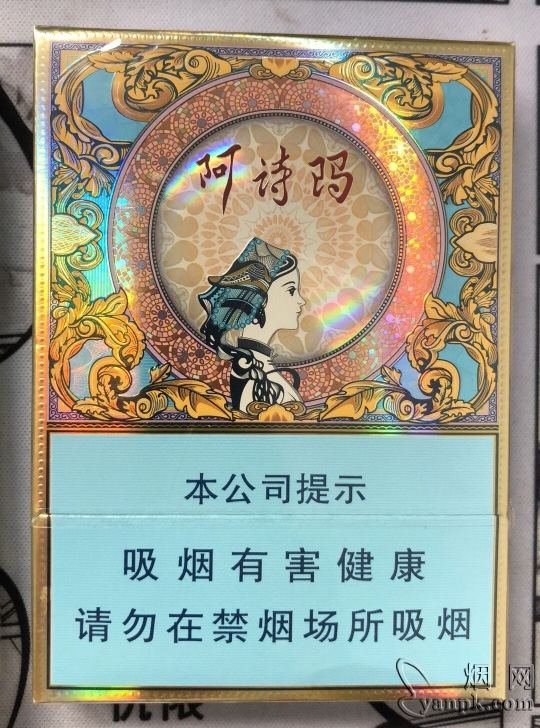 阿诗玛
本公司提示
吸烟有害健康
请勿在禁烟场所吸烟
烟网
yanpk.com